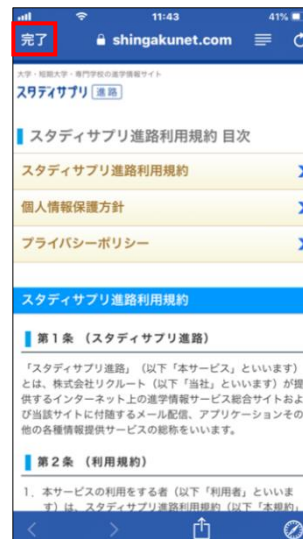 11:43
41%
完了
shingakunet.com
大学・短期大学・専門学校の進学情報サイト
スタディサプリ 進路
スタディサプリ進路利用規約 目次
スタディサプリ進路利用規約
個人情報保護方針
プライバシーポリシー
スタディサプリ進路利用規約
第1条 （スタディサプリ進路）
「スタディサプリ進路」（以下「本サービス」といいます）
とは、株式会社リクルート（以下「当社」といいます）が提
供するインターネット上の進学情報サービス総合サイトおよ
び当該サイトに付随するメール配信、アプリケーションその
他の各種情報提供サービスの総称をいいます。
第2条 （利用規約）
1．本サービスの利用をする者（以下「利用者」といいま
す）は、スタディサプリ進路利用規約（以下「本規約」